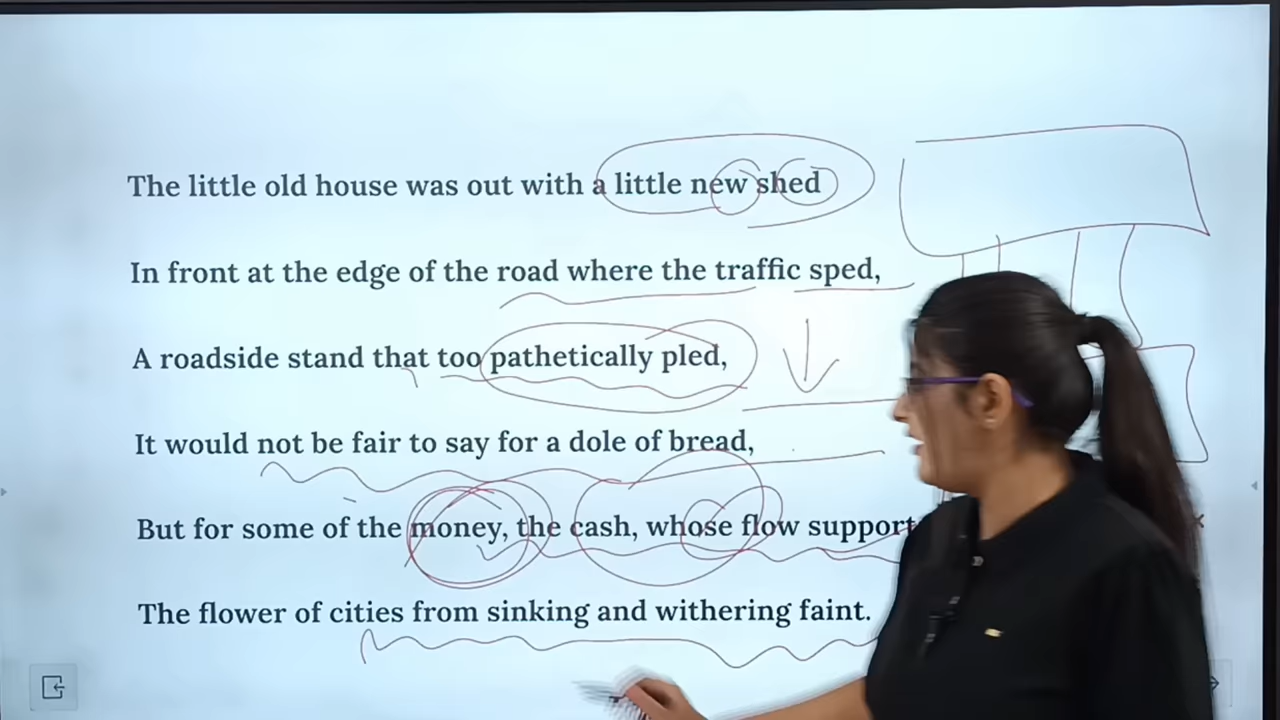 The little old house was out with a little new shed
In front at the edge of the road where the traffic sped,
A roadside stand that too pathetically pled,
It would not be fair to say for a dole of bread,
But for some of the money, the cash, whose flow support
The flower of cities from sinking and withering faint.